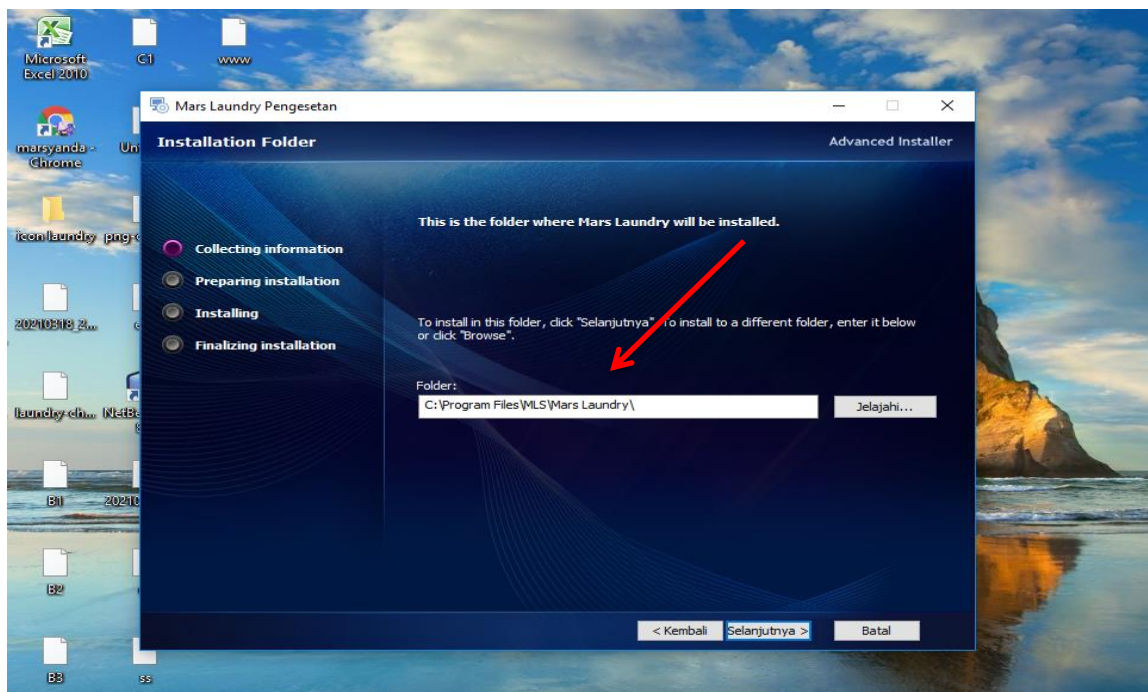 Microsoft
Excel 2010
C1
www
marsyanda -
Chrome
icon laundry
B1
B2
B3
ss
Mars Laundry Pengesetan
Installation Folder
Advanced Installer
This is the folder where Mars Laundry will be installed.
Collecting information
Preparing installation
Installing
Finalizing installation
To install in this folder, click "Selanjutnya". To install to a different folder, enter it below
or click "Browse".
Folder:
C:\Program Files\MLS\Mars Laundry\
Jelajahi...
< Kembali
Selanjutnya >
Batal